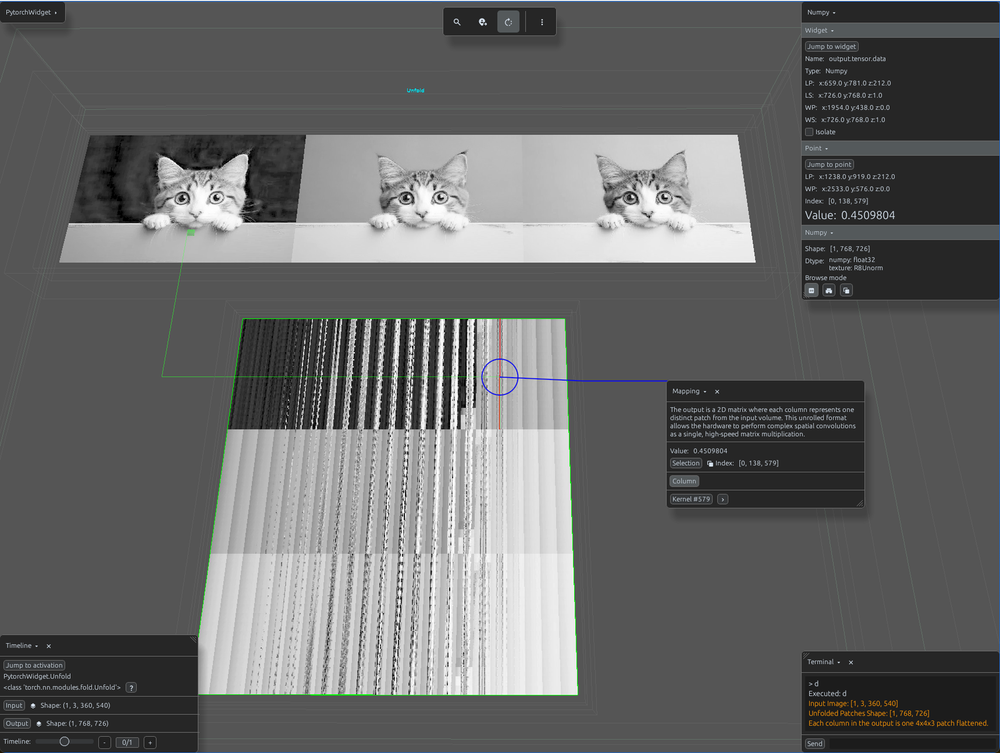 PytorchWidget
Unfold
Numpy
Widget
Jump to widget
Name: output.tensor.data
Type: Numpy
LP: x:659.0 y:781.0 z:212.0
LS: x:726.0 y:768.0 z:1.0
WP: x:1954.0 y:438.0 z:0.0
WS: x:726.0 y:768.0 z:1.0
Isolate
Point
Jump to point
LP: x:1238.0 y:919.0 z:212.0
WP: x:2533.0 y:576.0 z:0.0
Index: [0, 138, 579]
Value: 0.4509804
Numpy
Shape: [1, 768, 726]
Dtype: numpy: float32
texture: R8Unorm
Browse mode
Mapping
The output is a 2D matrix where each column represents one
distinct patch from the input volume. This unrolled format
allows the hardware to perform complex spatial convolutions
as a single, high-speed matrix multiplication.
Value: 0.4509804
Selection Index: [0, 138, 579]
Column
Kernel #579 ›
Timeline
Jump to activation
PytorchWidget.Unfold
<class 'torch.nn.modules.fold.Unfold'> ?
Input Shape: (1, 3, 360, 540)
Output Shape: (1, 768, 726)
Timeline: - 0/1 +
Terminal
> d
Executed: d
Input Image: [1, 3, 360, 540]
Unfolded Patches Shape: [1, 768, 726]
Each column in the output is one 4x4x3 patch flattened.
Send